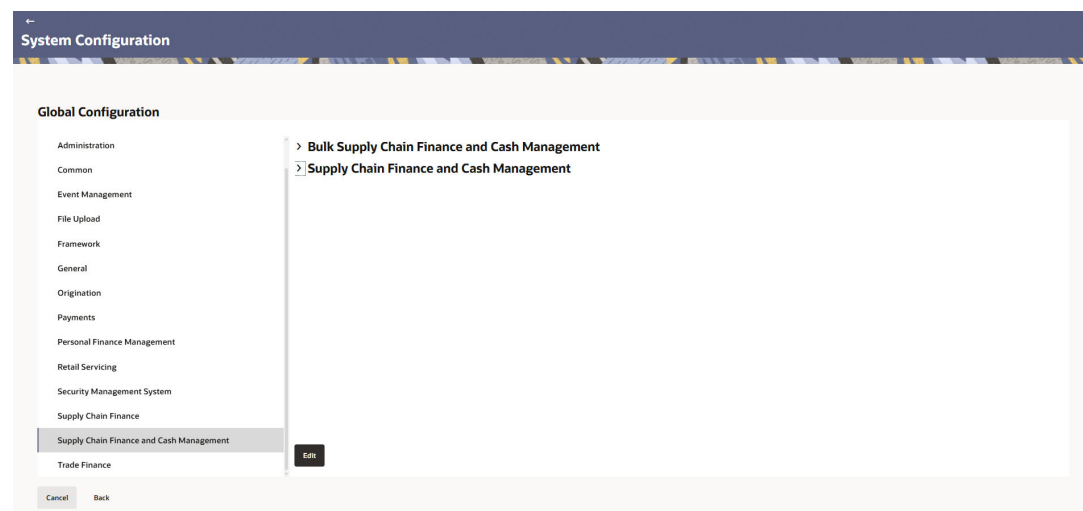 System Configuration
Global Configuration
Administration
Common
Event Management
File Upload
Framework
General
Origination
Payments
Personal Finance Management
Retail Servicing
Security Management System
Supply Chain Finance
Supply Chain Finance and Cash Management
Trade Finance
Bulk Supply Chain Finance and Cash Management
Supply Chain Finance and Cash Management
Edit
Cancel Back